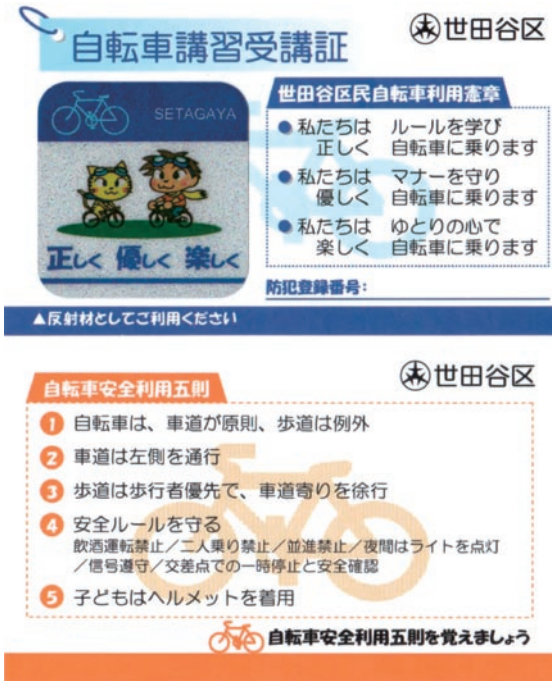 自転車講習受講証
世田谷区
SETAGAYA
正しく 優しく 楽しく
世田谷区民自転車利用憲章
●私たちは ルールを学び
正しく 自転車に乗ります
●私たちは マナーを守り
優しく 自転車に乗ります
●私たちは ゆとりの心で
楽しく 自転車に乗ります
防犯登録番号:
▲反射材としてご利用ください
世田谷区
自転車安全利用五則
1 自転車は、車道が原則、歩道は例外
2 車道は左側を通行
3 歩道は歩行者優先で、車道寄りを徐行
4 安全ルールを守る
飲酒運転禁止/二人乗り禁止/並進禁止/夜間はライトを点灯
/信号遵守/交差点での一時停止と安全確認
5 子どもはヘルメットを着用
自転車安全利用五則を覚えましょう